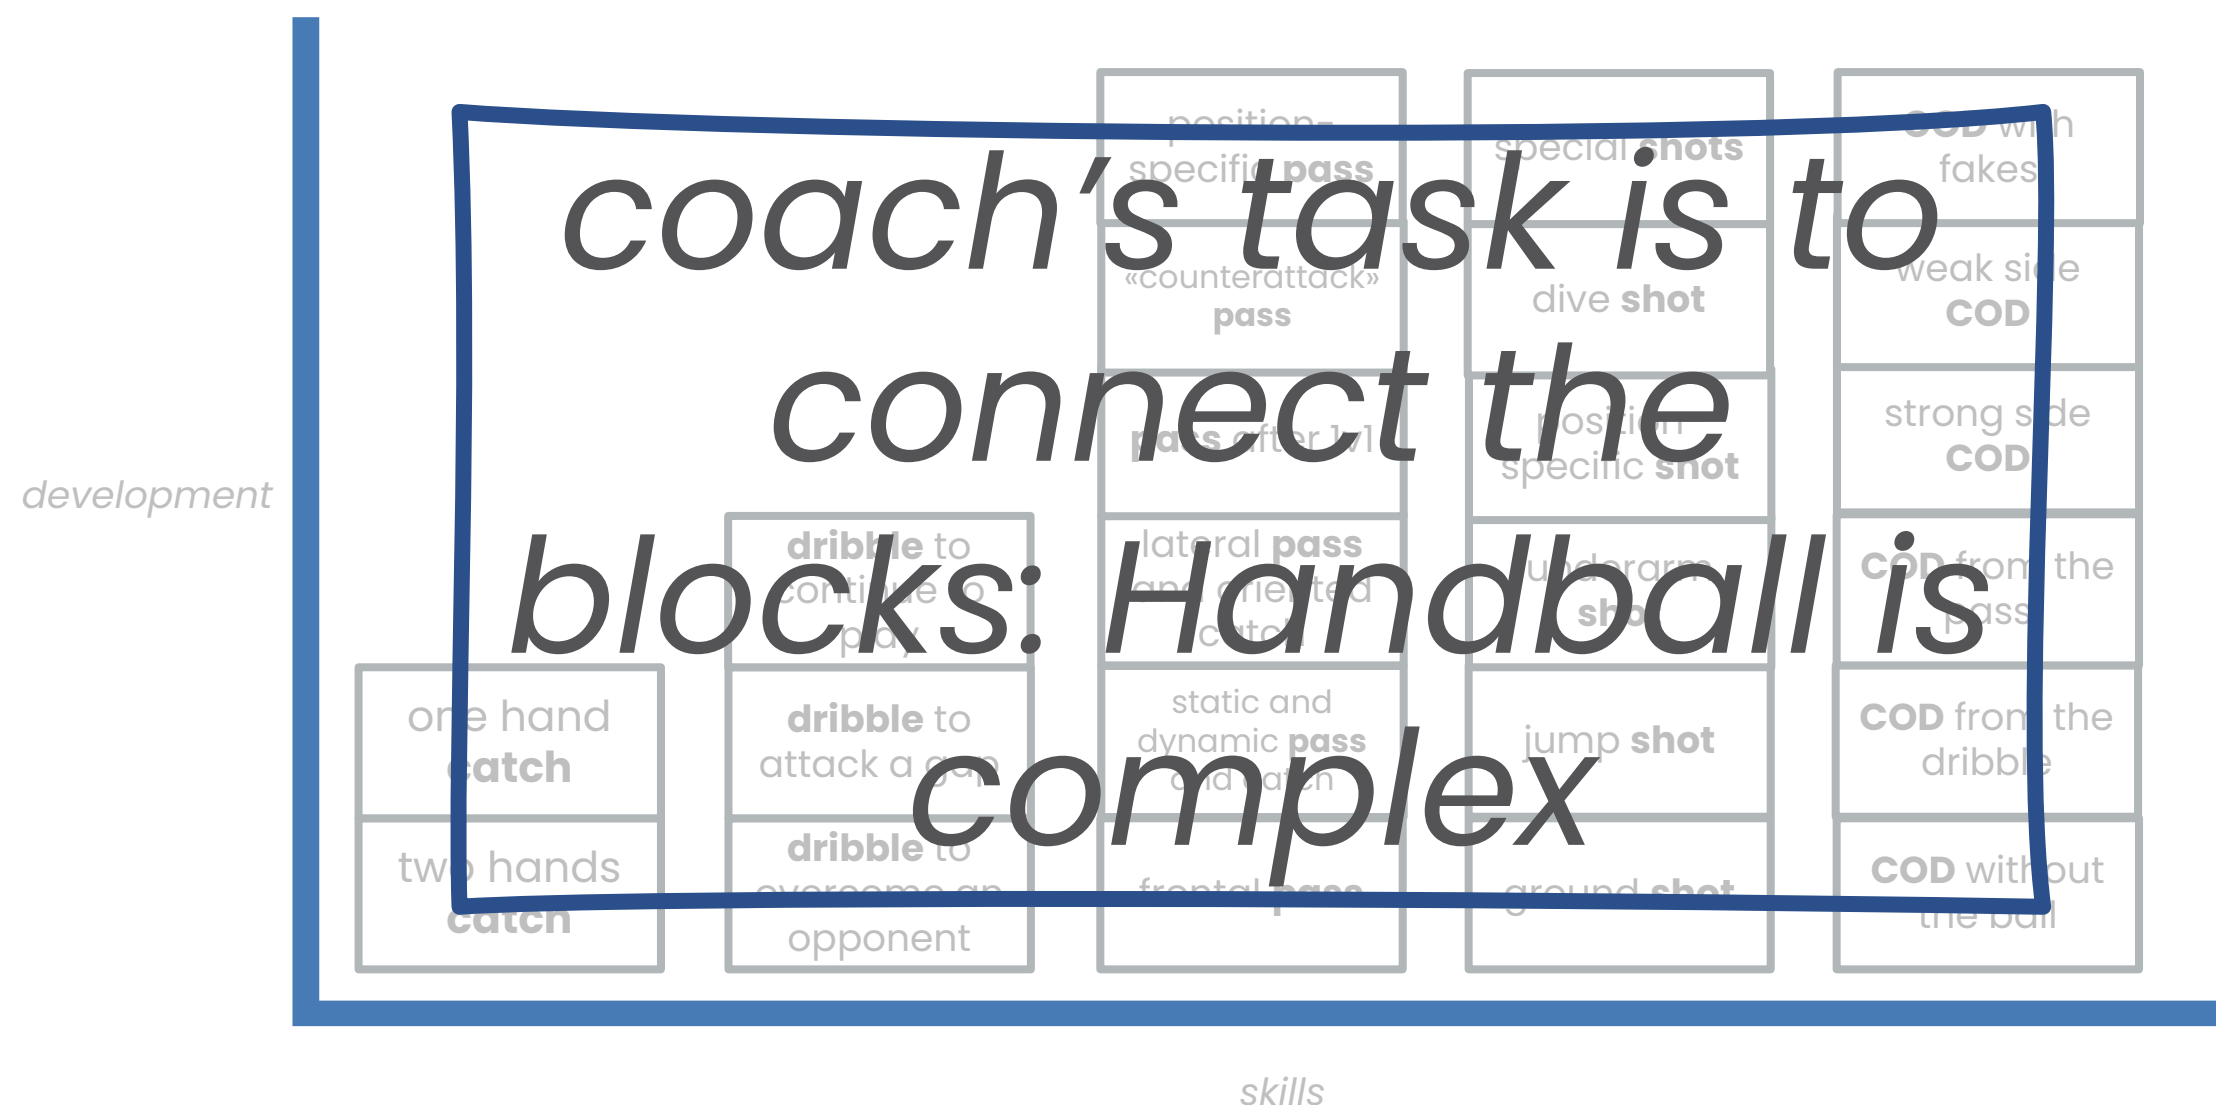 coach’s task is to
connect the
blocks: Handball is
complex
development
skills
one hand
catch
two hands
catch
dribble to
continue to
play
dribble to
attack a gap
dribble to
overcome an
opponent
position-
specific pass
«counterattack»
pass
pass after 1v1
lateral pass
and oriented
catch
static and
dynamic pass
and catch
frontal pass
special shots
dive shot
position
specific shot
underarm
shot
jump shot
ground shot
COD with
fakes
weak side
COD
strong side
COD
COD from the
pass
COD from the
dribble
COD without
the ball